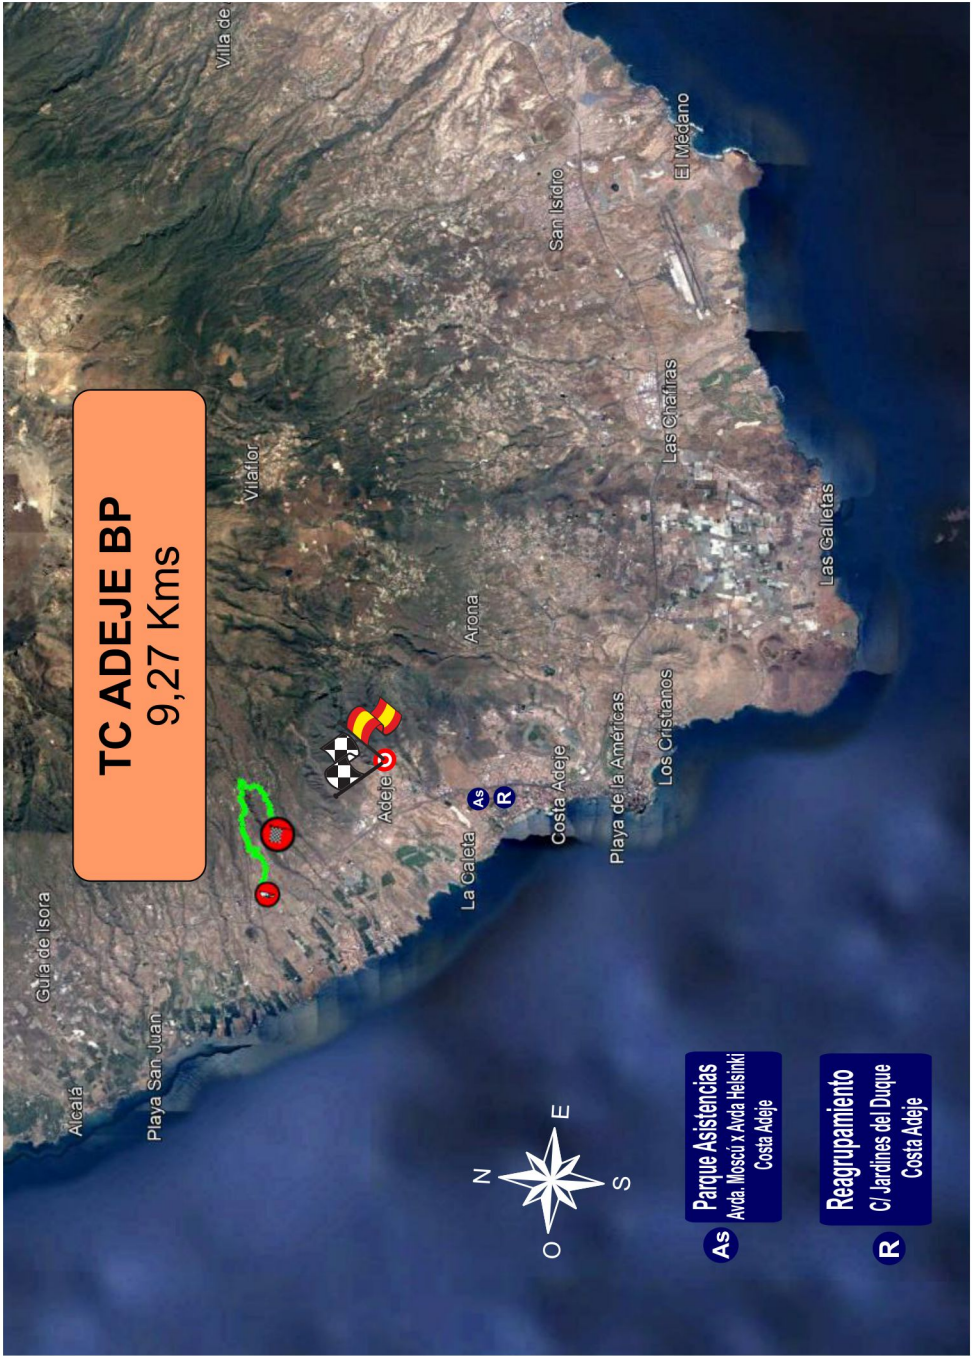 TC ADEJE BP
9,27 Kms
Guía de Isora
Alcalá
Playa San Juan
Vilaflor
Villa de
Adeje
Arona
San Isidro
El Médano
La Caleta
As
R
Costa Adeje
Playa de la Américas
Los Cristianos
Las Chafiras
Las Galletas
N
O
E
S
As
Parque Asistencias
Avda. Moscú x Avda Helsinki
Costa Adeje
R
Reagrupamiento
C/ Jardines del Duque
Costa Adeje